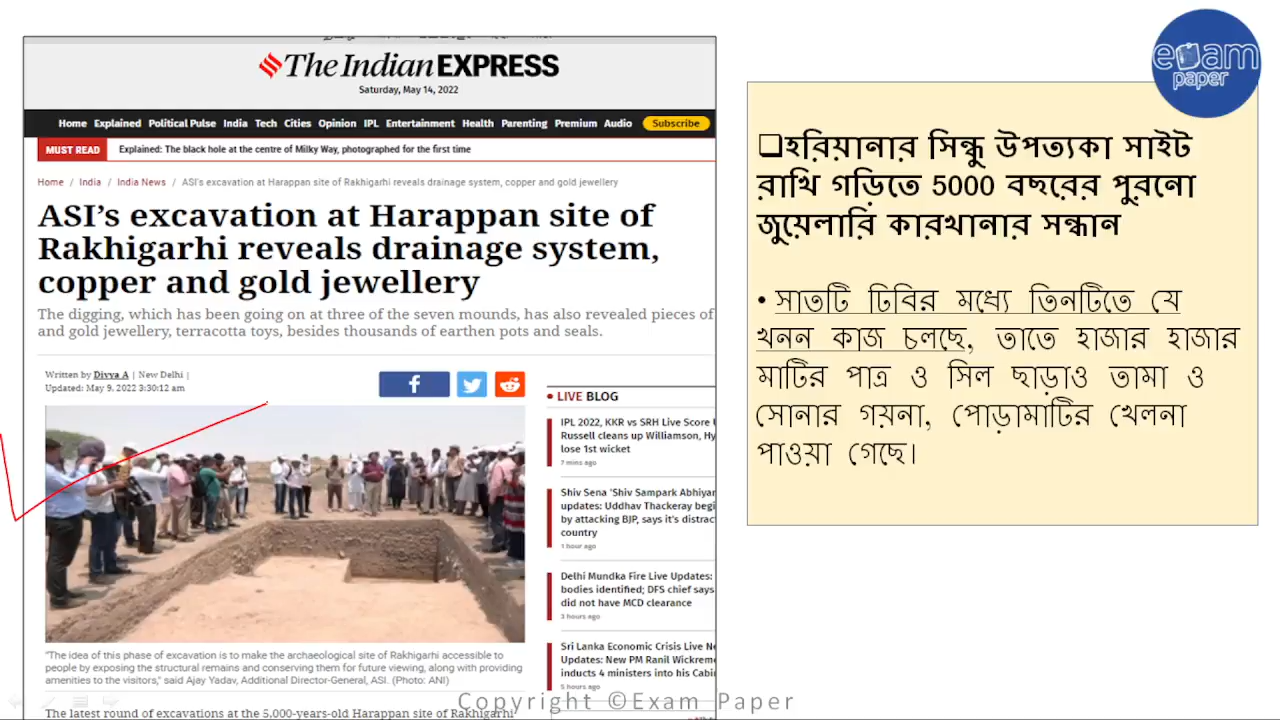 The Indian EXPRESS
Saturday, May 14, 2022
Home Explained Political Pulse India Tech Cities Opinion IPL Entertainment Health Parenting Premium Audio Subscribe
MUST READ Explained: The black hole at the centre of Milky Way, photographed for the first time
Home / India / India News / ASI's excavation at Harappan site of Rakhigarhi reveals drainage system, copper and gold jewellery
ASI's excavation at Harappan site of
Rakhigarhi reveals drainage system,
copper and gold jewellery
The digging, which has been going on at three of the seven mounds, has also revealed pieces of
and gold jewellery, terracotta toys, besides thousands of earthen pots and seals.
Written by Divya A | New Delhi |
Updated: May 9, 2022 3:30:12 am
"The idea of this phase of excavation is to make the archaeological site of Rakhigarhi accessible to
people by exposing the structural remains and conserving them for future viewing, along with providing
amenities to the visitors," said Ajay Yadav, Additional Director-General, ASI. (Photo: ANI)
The latest round of excavations at the 5,000-years-old Harappan site of Rakhigarhi
LIVE BLOG
IPL 2022, KKR vs SRH Live Score
Russell cleans up Williamson, Hy
lose 1st wicket
7 mins ago
Shiv Sena 'Shiv Sampark Abhiyan
updates: Uddhav Thackeray beg
by attacking BJP, says it's distrac
country
1 hour ago
Delhi Mundka Fire Live Updates:
bodies identified; DFS chief says
did not have MCD clearance
3 hours ago
Sri Lanka Economic Crisis Live Ne
Updates: New PM Ranil Wickreme
inducts 4 ministers into his Cabi
5 hours ago
exam
paper
❑হরিয়ানার সিন্ধু উপত্যকা সাইট
রাখি গড়িতে 5000 বছরের পুরনো
জুয়েলারি কারখানার সন্ধান
• সাতটি ঢিবির মধ্যে তিনটিতে যে
খনন কাজ চলছে, তাতে হাজার হাজার
মাটির পাত্র ও সিল ছাড়াও তামা ও
সোনার গয়না, পোড়ামাটির খেলনা
পাওয়া গেছে।
Copyright ©Exam Paper